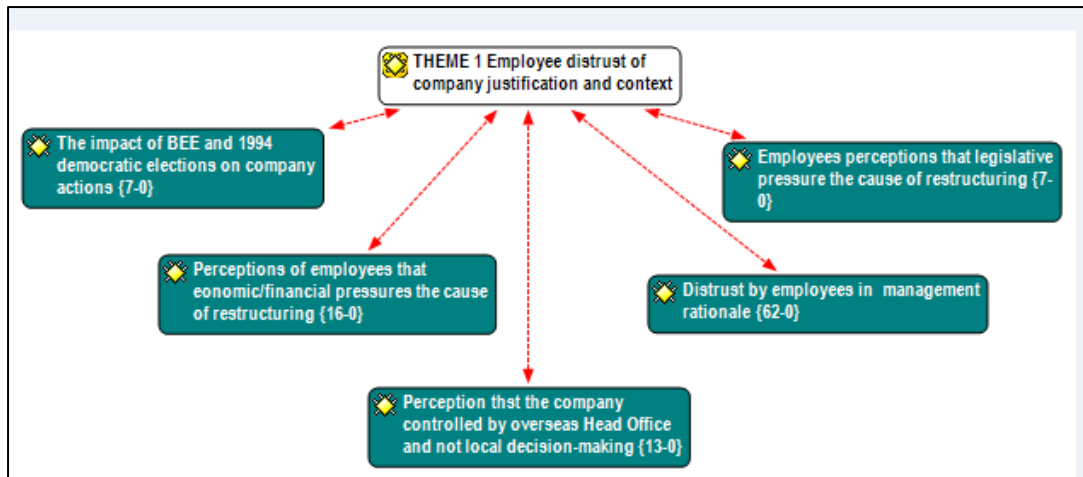 THEME 1 Employee distrust of
company justification and context
The impact of BEE and 1994
democratic elections on company
actions {7-0}
Employees perceptions that legislative
pressure the cause of restructuring {7-
0}
Perceptions of employees that
eonomic/financial pressures the cause
of restructuring {16-0}
Distrust by employees in management
rationale {62-0}
Perception thst the company
controlled by overseas Head Office
and not local decision-making {13-0}